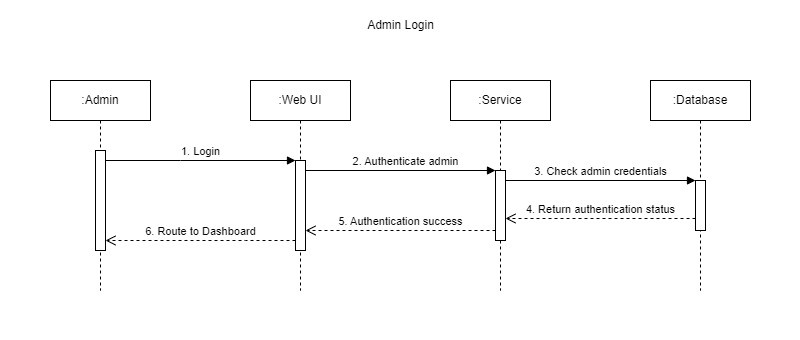 Admin Login
:Admin
:Web UI
:Service
:Database
1. Login
2. Authenticate admin
3. Check admin credentials
4. Return authentication status
5. Authentication success
6. Route to Dashboard